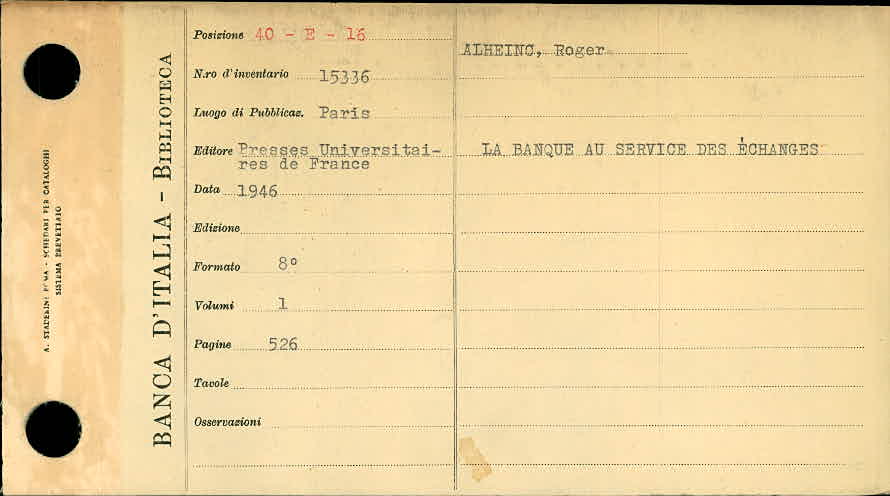 A. STADERINI ROMA - SCHEDARI PER CATALOGHI
SISTEMA BREVETTATO
BANCA D'ITALIA - BIBLIOTECA
Posizione 40 - E - 16
N.ro d'inventario 15336
Luogo di Pubblicaz. Paris
Editore Presses Universitai-
res de France
Data 1946
Edizione
Formato 8°
Volumi 1
Pagine 526
Tavole
Osservazioni
ALHEINC, Roger
LA BANQUE AU SERVICE DES ÉCHANGES